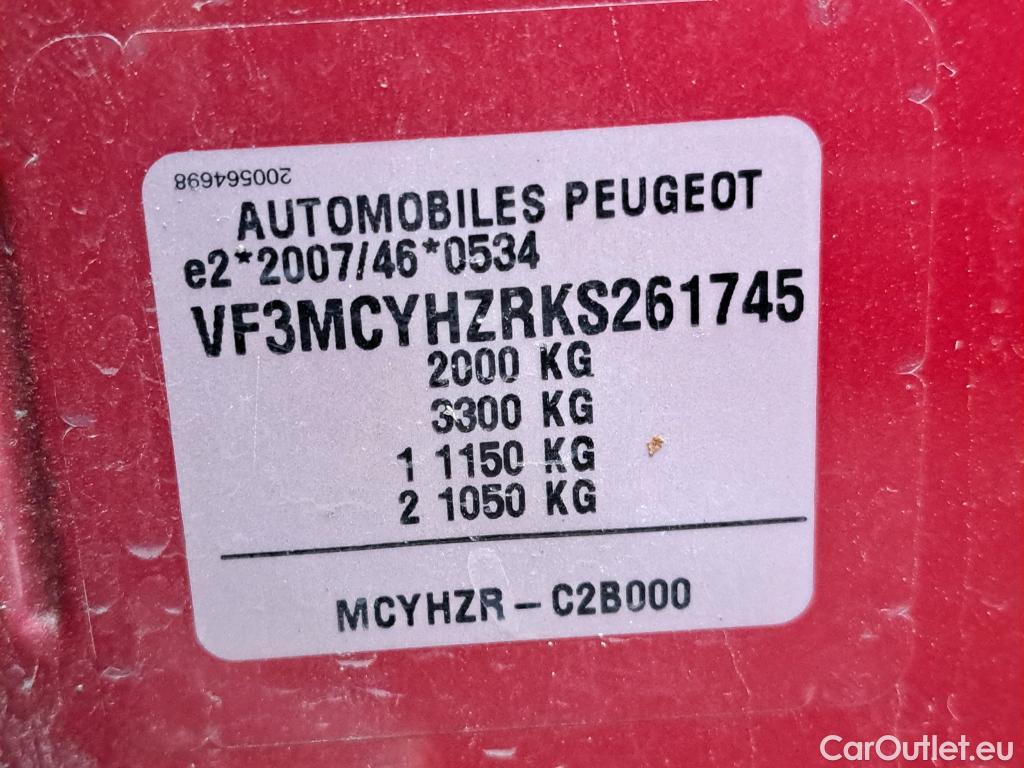 200564698
AUTOMOBILES PEUGEOT
e2*2007/46*0534
VF3MCYHZRKS261745
2000 KG
3300 KG
1 1150 KG
2 1050 KG
MCYHZR – C2B000
CarOutlet.eu